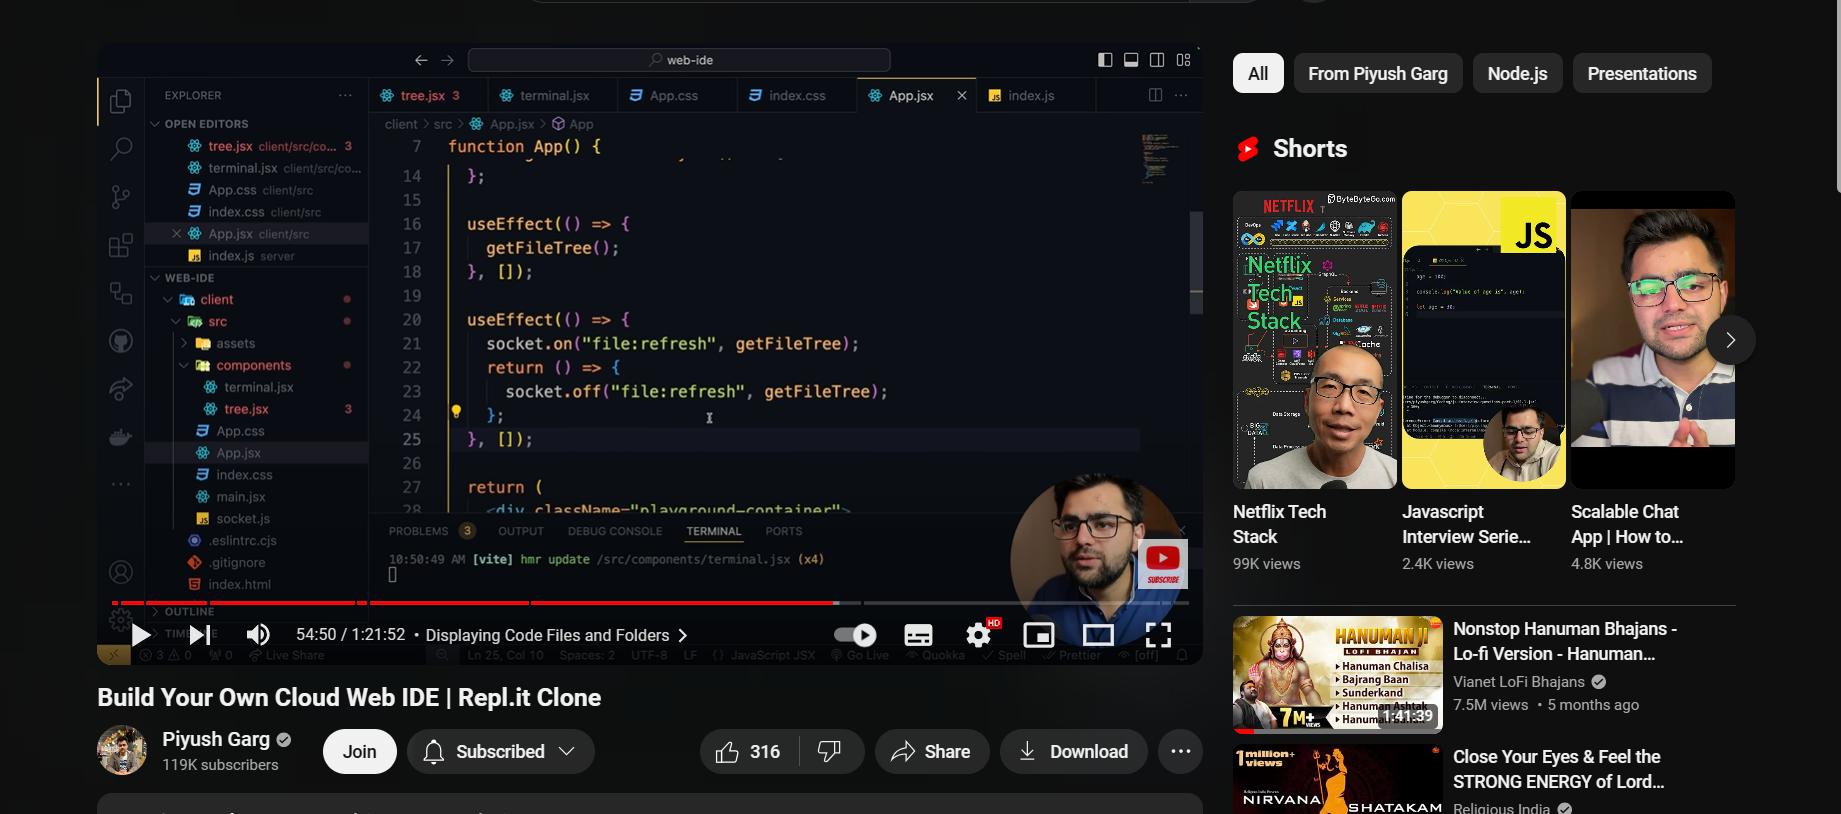 web-ide
EXPLORER
OPEN EDITORS
tree.jsx client/src/co... 3
terminal.jsx client/src/co...
App.css client/src
index.css client/src
App.jsx client/src
index.js server
WEB-IDE
client
src
assets
components
terminal.jsx
tree.jsx 3
App.css
App.jsx
index.css
main.jsx
socket.js
.eslintrc.cjs
.gitignore
index.html
OUTLINE
tree.jsx 3 terminal.jsx App.css index.css App.jsx index.js
client > src > App.jsx > App
7 function App() {
14 };
15
16 useEffect(() => {
17 getFileTree();
18 }, []);
19
20 useEffect(() => {
21 socket.on("file:refresh", getFileTree);
22 return () => {
23 socket.off("file:refresh", getFileTree);
24 };
25 }, []);
26
27 return (
28 <div className="playground-container">
PROBLEMS 3 OUTPUT DEBUG CONSOLE TERMINAL PORTS
10:50:49 AM [vite] hmr update /src/components/terminal.jsx (x4)
SUBSCRIBE
54:50 / 1:21:52 • Displaying Code Files and Folders
HD
3 0 0 Live Share Ln 25, Col 10 Spaces: 2 UTF-8 LF {} JavaScript JSX Go Live Quokka Spell Prettier [off]
Build Your Own Cloud Web IDE | Repl.it Clone
Piyush Garg
119K subscribers
Join
Subscribed
316
Share
Download
All
From Piyush Garg
Node.js
Presentations
Shorts
NETFLIX
ByteByteGo.com
Netflix
Tech
Stack
JS
Netflix Tech
Stack
99K views
Javascript
Interview Serie...
2.4K views
Scalable Chat
App | How to...
4.8K views
HANUMAN JI
LOFI BHAJAN
Hanuman Chalisa
Bajrang Baan
Sunderkand
Hanuman Ashtak
7M+
VIEWS
1:41:39
Nonstop Hanuman Bhajans -
Lo-fi Version - Hanuman...
Vianet LoFi Bhajans
7.5M views • 5 months ago
1 million+
views
NIRVANA
SHATAKAM
Close Your Eyes & Feel the
STRONG ENERGY of Lord...
Religious India